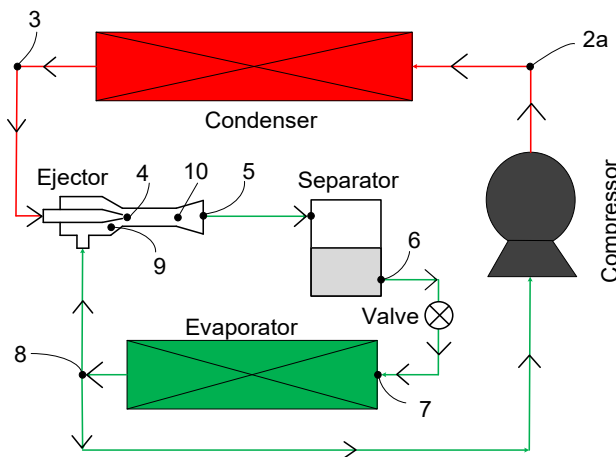 3
2a
Condenser
Ejector
4
10
5
Separator
Compressor
9
6
Evaporator
Valve
8
7